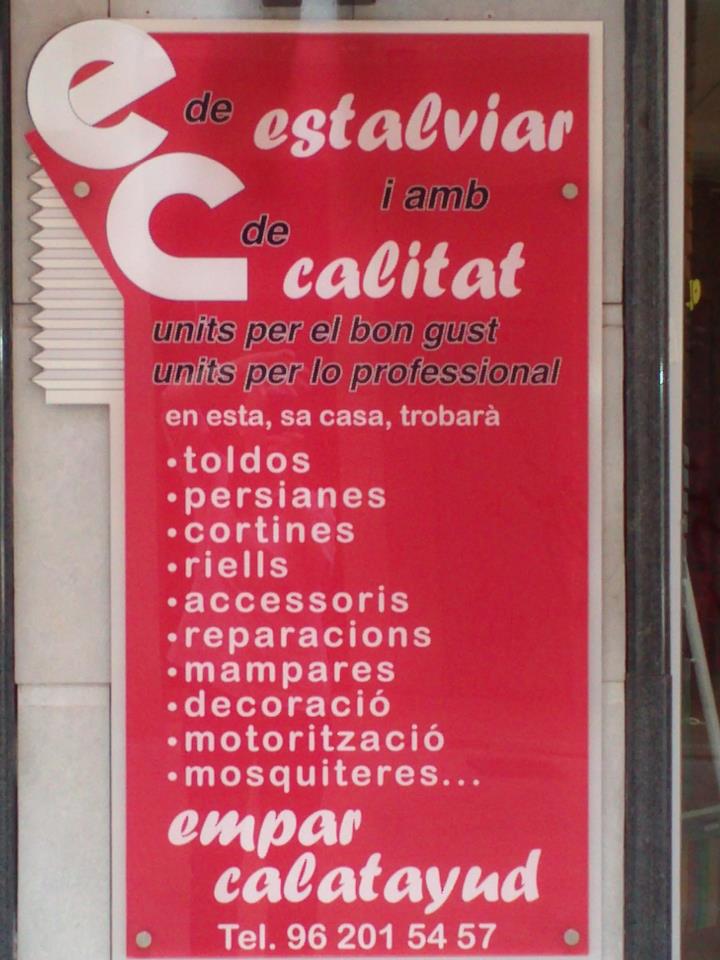 e de estalviar
i amb
c de calitat
units per el bon gust
units per lo professional
en esta, sa casa, trobarà
•toldos
•persianes
•cortines
•riells
•accessoris
•reparacions
•mampares
•decoració
•motorització
•mosquiteres...
empar
calatayud
Tel. 96 201 54 57